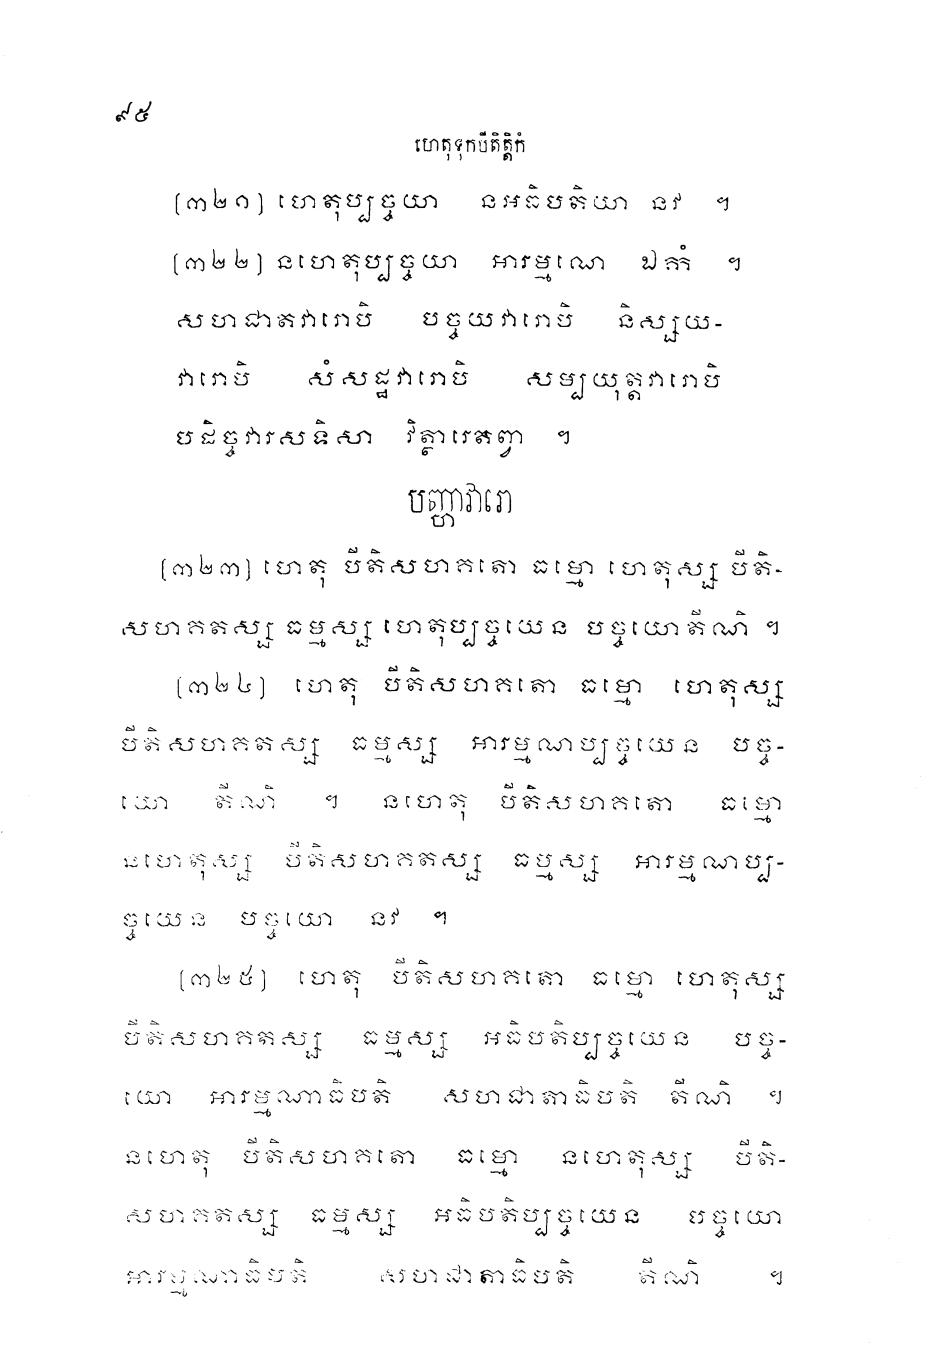 ៩៥
ហេតុទុកបីតិត្តិកំ
(៣២១) ហេតុប្បច្ចយា នអធិបតិយា នវ ។
(៣២២) នហេតុប្បច្ចយា អារម្មណេ ឯកំ ។
សហជាតវារោបិ បច្ចយវារោបិ និស្សយ-
វារោបិ សំសដ្ឋវារោបិ សម្បយុត្តវារោបិ
បដិច្ចវារសទិសា វិត្ថារេតញ្វា ។
បញ្ហាវារោ
(៣២៣) ហេតុ បីតិសហកតោ ធម្មោ ហេតុស្ស បីតិ-
សហកតស្ស ធម្មស្ស ហេតុប្បច្ចយេន បច្ចយោ តីណិ ។
(៣២៤) ហេតុ បីតិសហកតោ ធម្មោ ហេតុស្ស
បីតិសហកតស្ស ធម្មស្ស អារម្មណប្បច្ចយេន បច្ច-
យោ តីណិ ។ នហេតុ បីតិសហកតោ ធម្មោ
នហេតុស្ស បីតិសហកតស្ស ធម្មស្ស អារម្មណប្ប-
ច្ចយេន បច្ចយោ នវ ។
(៣២៥) ហេតុ បីតិសហកតោ ធម្មោ ហេតុស្ស
បីតិសហកតស្ស ធម្មស្ស អធិបតិប្បច្ចយេន បច្ច-
យោ អារម្មណាធិបតិ សហជាតាធិបតិ តីណិ ។
នហេតុ បីតិសហកតោ ធម្មោ នហេតុស្ស បីតិ-
សហកតស្ស ធម្មស្ស អធិបតិប្បច្ចយេន បច្ចយោ
អារម្មណាធិបតិ សហជាតាធិបតិ តីណិ ។